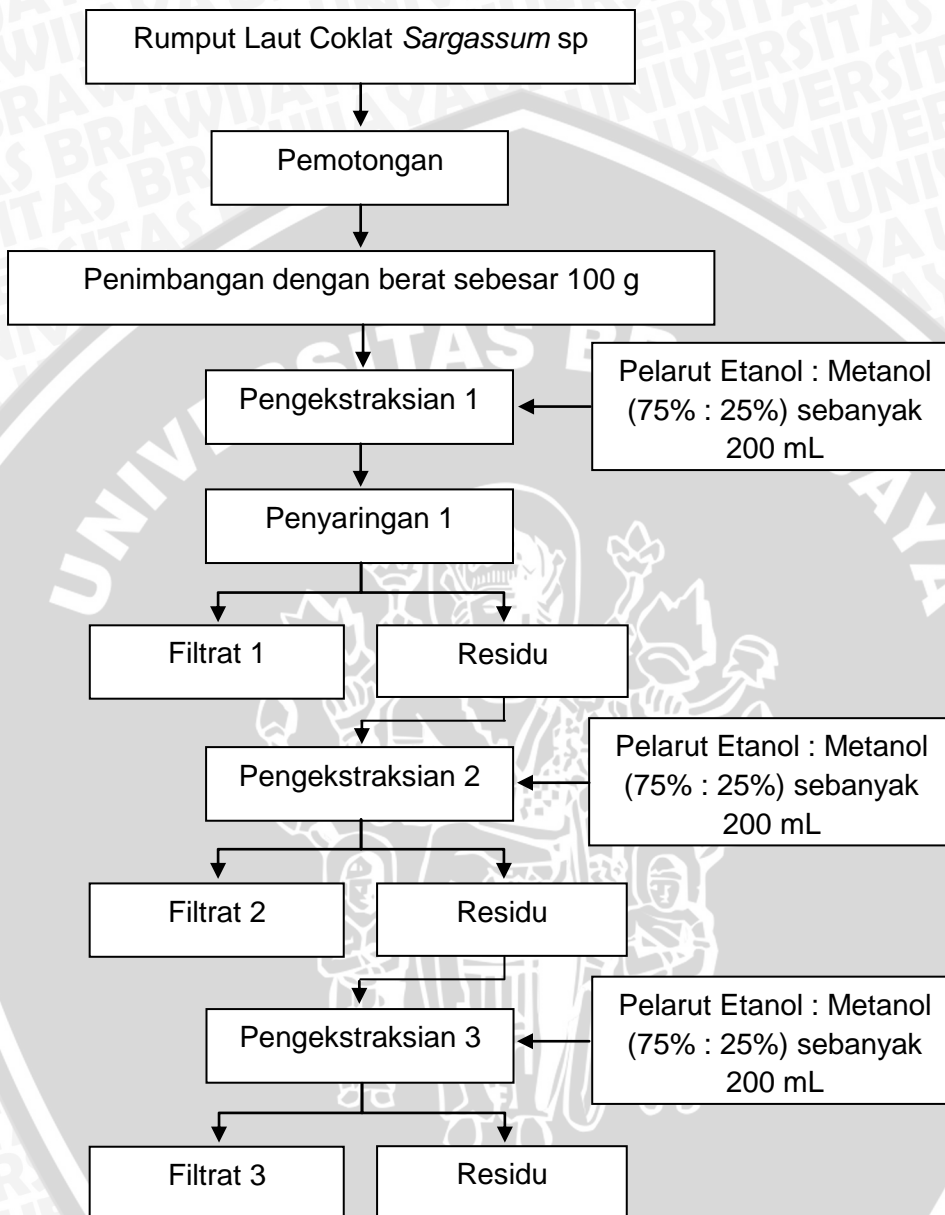 Rumput Laut Coklat Sargassum sp
Pemotongan
Penimbangan dengan berat sebesar 100 g
Pengekstraksian 1
Pelarut Etanol : Metanol
(75% : 25%) sebanyak
200 mL
Penyaringan 1
Filtrat 1
Residu
Pengekstraksian 2
Pelarut Etanol : Metanol
(75% : 25%) sebanyak
200 mL
Filtrat 2
Residu
Pengekstraksian 3
Pelarut Etanol : Metanol
(75% : 25%) sebanyak
200 mL
Filtrat 3
Residu